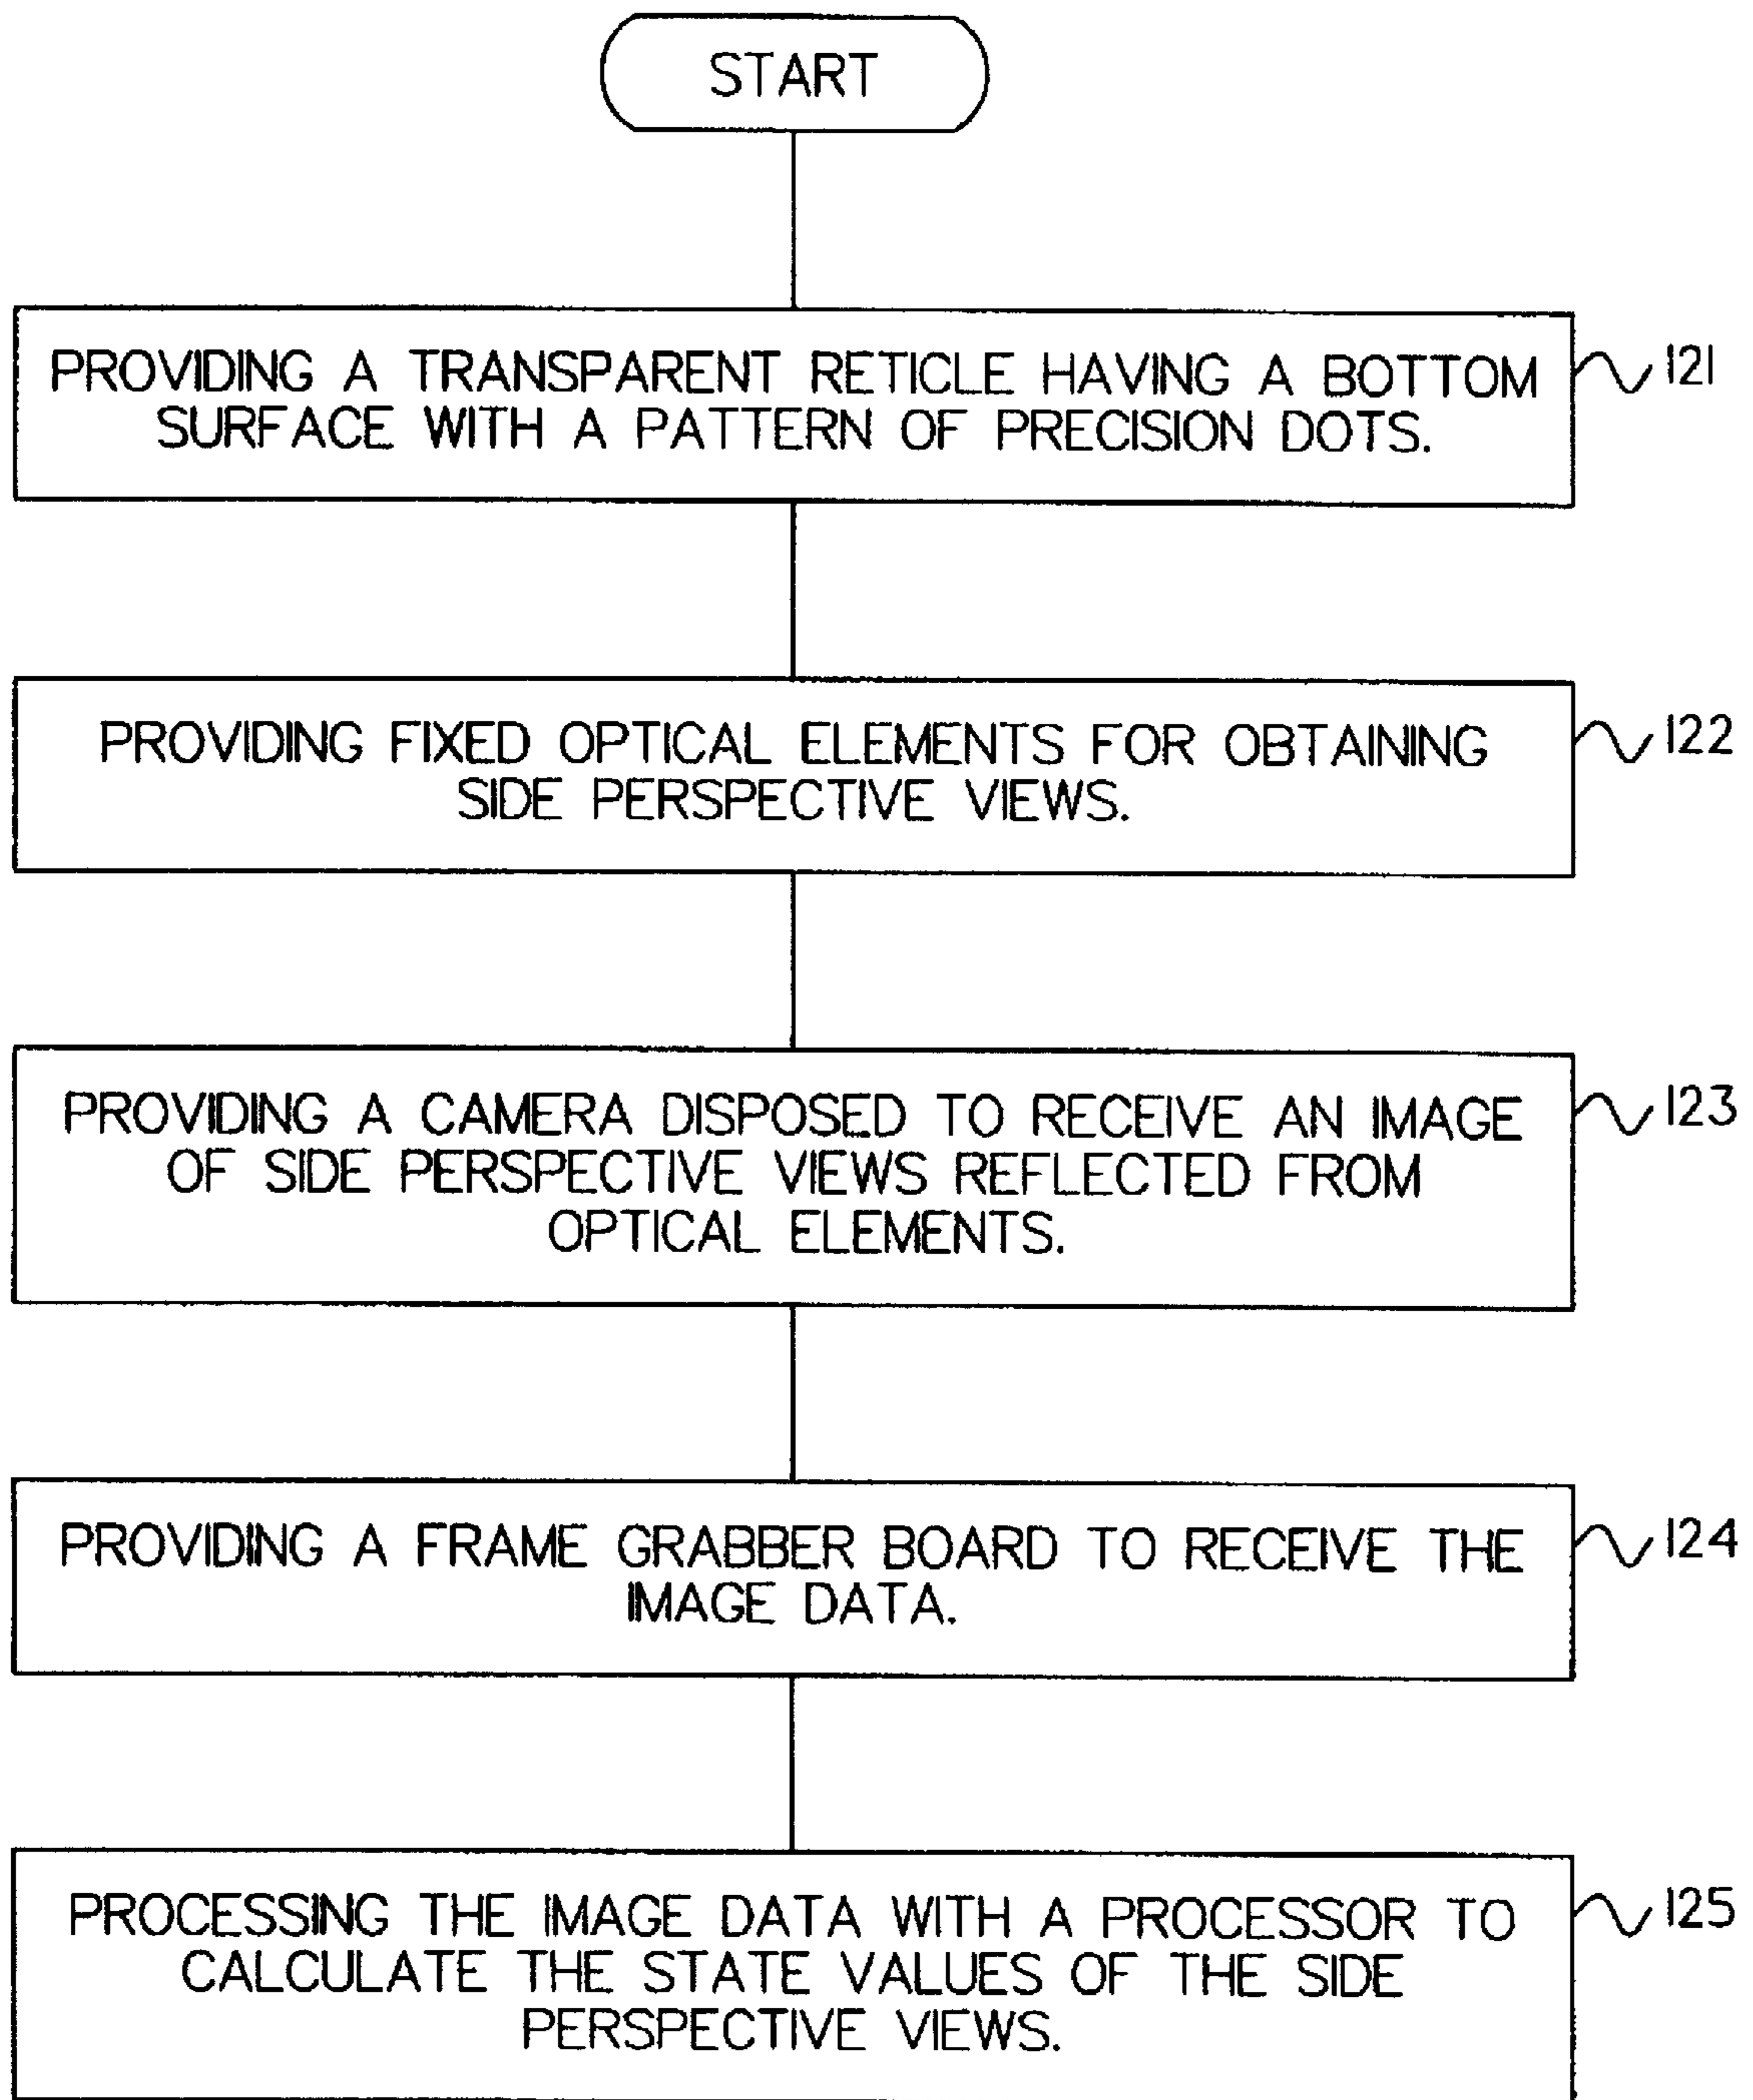 START
PROVIDING A TRANSPARENT RETICLE HAVING A BOTTOM
SURFACE WITH A PATTERN OF PRECISION DOTS.
121
PROVIDING FIXED OPTICAL ELEMENTS FOR OBTAINING
SIDE PERSPECTIVE VIEWS.
122
PROVIDING A CAMERA DISPOSED TO RECEIVE AN IMAGE
OF SIDE PERSPECTIVE VIEWS REFLECTED FROM
OPTICAL ELEMENTS.
123
PROVIDING A FRAME GRABBER BOARD TO RECEIVE THE
IMAGE DATA.
124
PROCESSING THE IMAGE DATA WITH A PROCESSOR TO
CALCULATE THE STATE VALUES OF THE SIDE
PERSPECTIVE VIEWS.
125